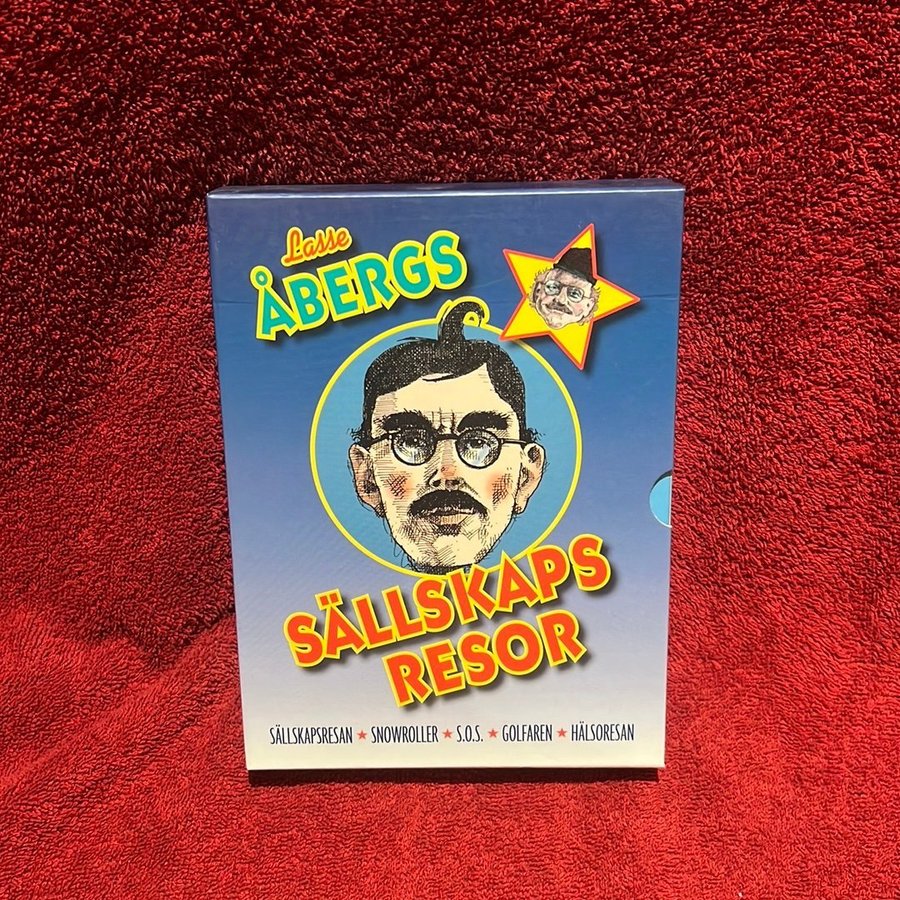 Lasse
ÅBERGS
SÄLLSKAPS
RESOR
SÄLLSKAPSRESAN ★ SNOWROLLER ★ S.O.S. ★ GOLFAREN ★ HÄLSORESAN